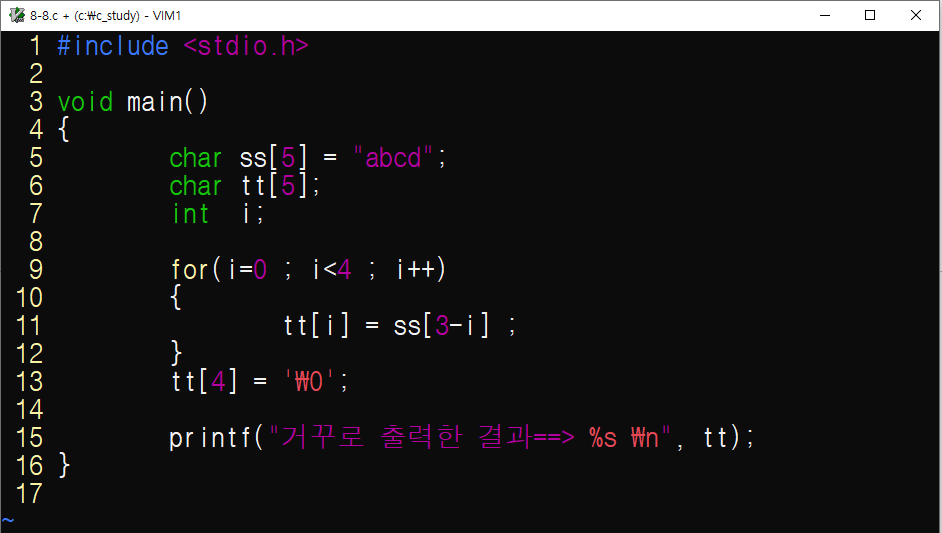 8-8.c + (c:₩c_study) - VIM1
1 #include <stdio.h>
2
3 void main()
4 {
5         char ss[5] = "abcd";
6         char tt[5];
7         int  i;
8
9         for(i=0 ; i<4 ; i++)
10         {
11                 tt[i] = ss[3-i] ;
12         }
13         tt[4] = '₩0';
14
15         printf("거꾸로 출력한 결과==> %s ₩n", tt);
16 }
17
~